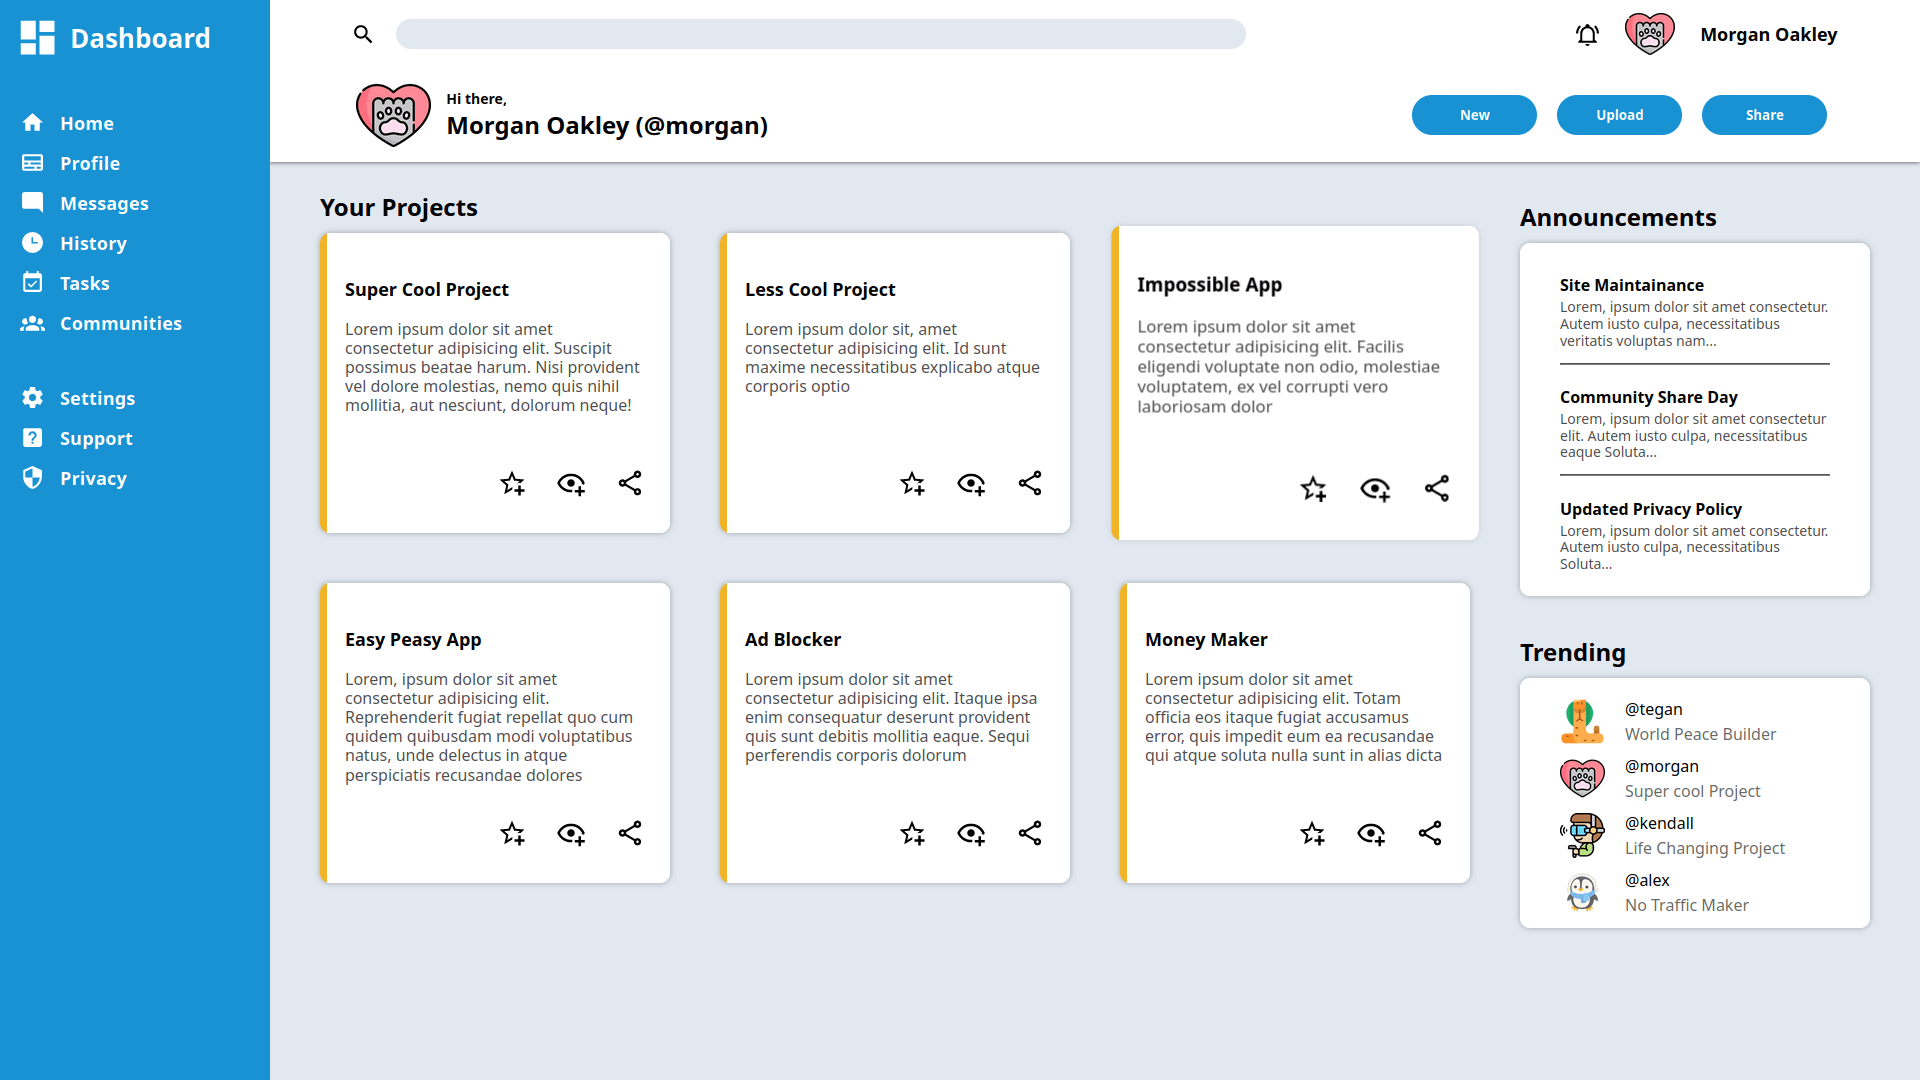 Dashboard
Home
Profile
Messages
History
Tasks
Communities
Settings
Support
Privacy
Morgan Oakley
Hi there,
Morgan Oakley (@morgan)
New
Upload
Share
Your Projects
Super Cool Project
Lorem ipsum dolor sit amet
consectetur adipisicing elit. Suscipit
possimus beatae harum. Nisi provident
vel dolore molestias, nemo quis nihil
mollitia, aut nesciunt, dolorum neque!
Less Cool Project
Lorem ipsum dolor sit, amet
consectetur adipisicing elit. Id sunt
maxime necessitatibus explicabo atque
corporis optio
Impossible App
Lorem ipsum dolor sit amet
consectetur adipisicing elit. Facilis
eligendi voluptate non odio, molestiae
voluptatem, ex vel corrupti vero
laboriosam dolor
Easy Peasy App
Lorem, ipsum dolor sit amet
consectetur adipisicing elit.
Reprehenderit fugiat repellat quo cum
quidem quibusdam modi voluptatibus
natus, unde delectus in atque
perspiciatis recusandae dolores
Ad Blocker
Lorem ipsum dolor sit amet
consectetur adipisicing elit. Itaque ipsa
enim consequatur deserunt provident
quis sunt debitis mollitia eaque. Sequi
perferendis corporis dolorum
Money Maker
Lorem ipsum dolor sit amet
consectetur adipisicing elit. Totam
officia eos itaque fugiat accusamus
error, quis impedit eum ea recusandae
qui atque soluta nulla sunt in alias dicta
Announcements
Site Maintainance
Lorem, ipsum dolor sit amet consectetur.
Autem iusto culpa, necessitatibus
veritatis voluptas nam...
Community Share Day
Lorem, ipsum dolor sit amet consectetur
elit. Autem iusto culpa, necessitatibus
eaque Soluta...
Updated Privacy Policy
Lorem, ipsum dolor sit amet consectetur.
Autem iusto culpa, necessitatibus
Soluta...
Trending
@tegan
World Peace Builder
@morgan
Super cool Project
@kendall
Life Changing Project
@alex
No Traffic Maker